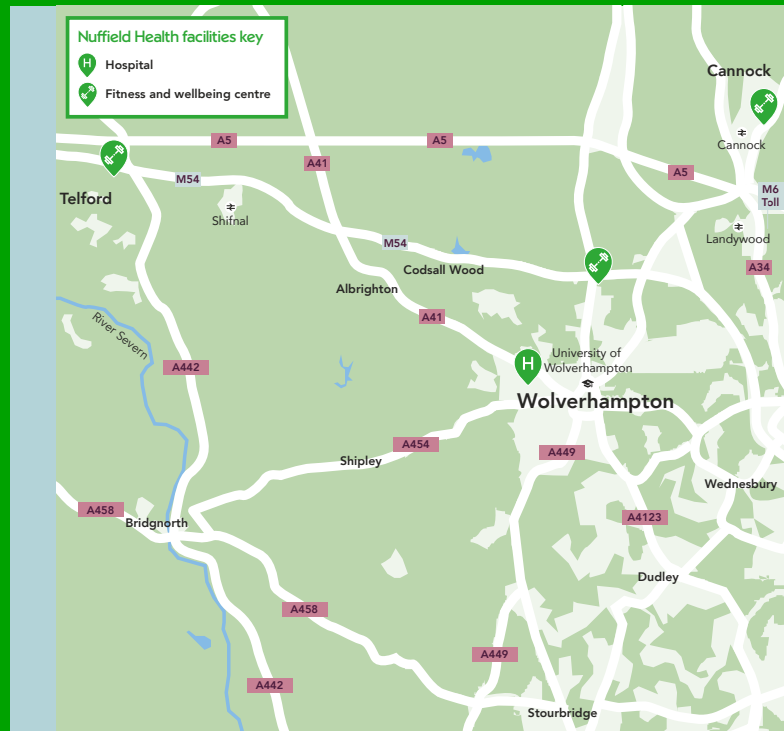 Nuffield Health facilities key
H Hospital
Fitness and wellbeing centre
Cannock
Cannock
A5
A5
A41
A5
M54
M6
Toll
Telford
Shifnal
Landywood
M54
Codsall Wood
A34
Albrighton
A41
River Severn
University of
Wolverhampton
H
A442
Wolverhampton
A454
A449
Shipley
Wednesbury
A458
A4123
Bridgnorth
Dudley
A458
A449
A442
Stourbridge